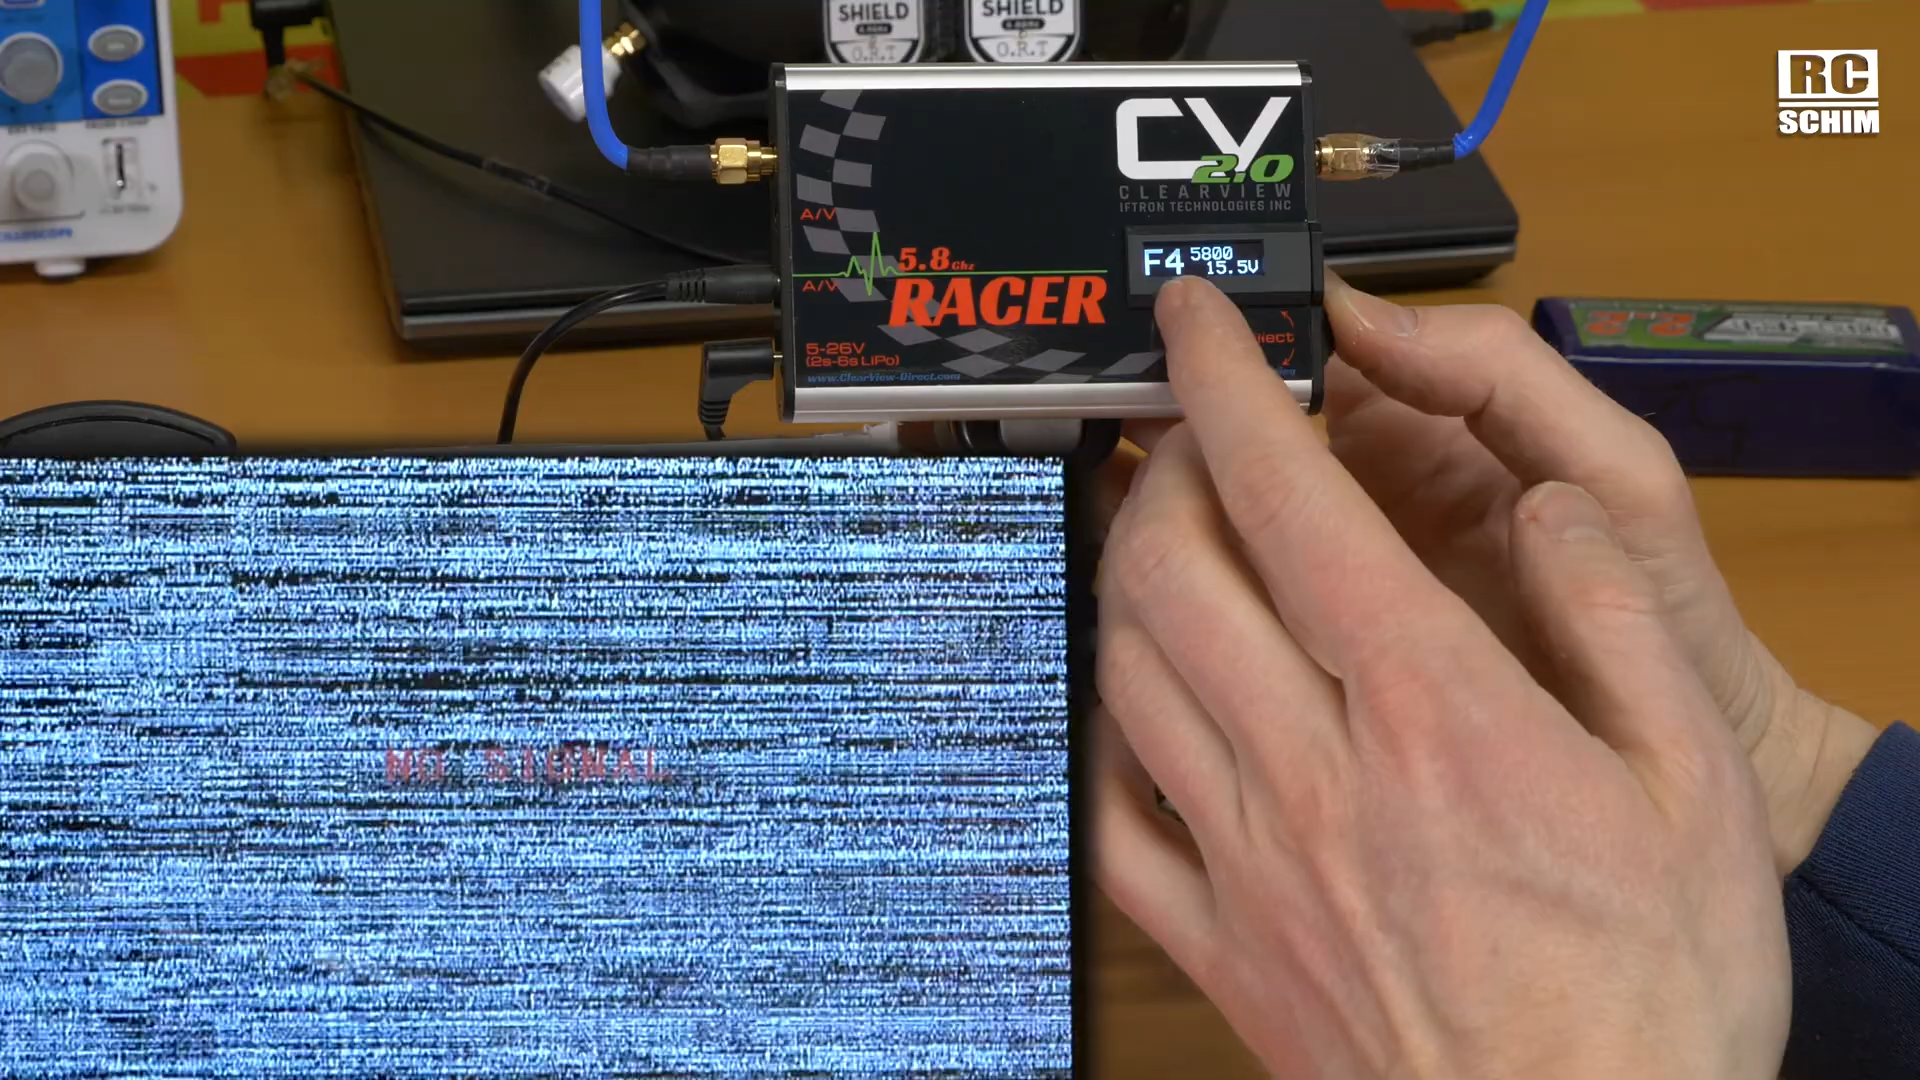 SHIELD
O.R.T
SHIELD
O.R.T
RC
SCHIM
CV
2.0
CLEARVIEW
IFTRON TECHNOLOGIES INC
A/V
5.8Ghz
A/V
RACER
F4 5800
15.5V
5-26V
(2s-6s LiPo)
www.ClearView-Direct.com
NO SIGNAL